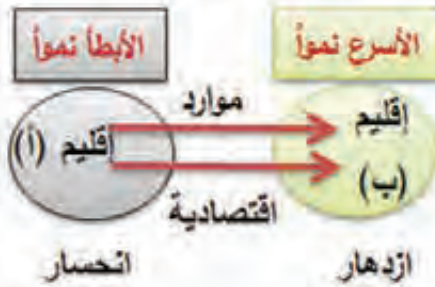 الأسرع نمواً
الأبطأ نمواً
موارد
إقليم
(ب)
إقليم (أ)
اقتصادية
ازدهار
انحسار